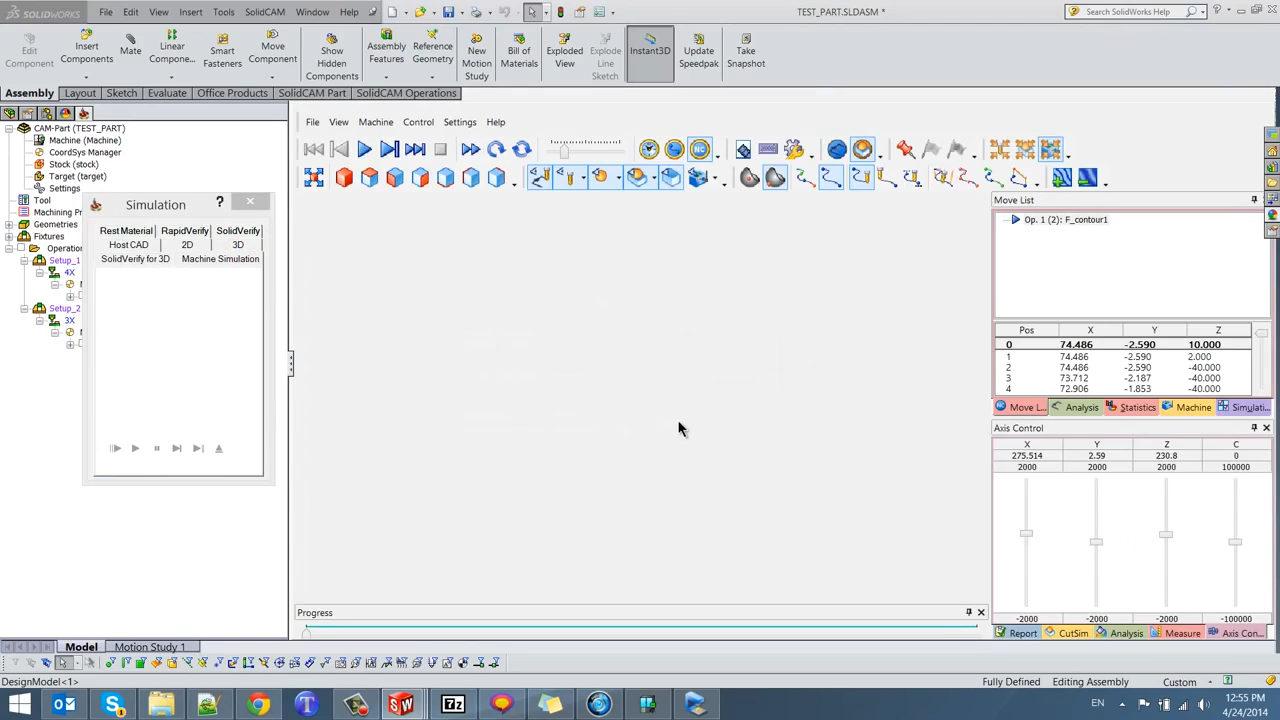 SOLIDWORKS File Edit View Insert Tools SolidCAM Window Help TEST_PART.SLDASM * Search SolidWorks Help
Edit Component
Insert Components
Mate
Linear Compone...
Smart Fasteners
Move Component
Show Hidden Components
Assembly Features
Reference Geometry
New Motion Study
Bill of Materials
Exploded View
Explode Line Sketch
Instant3D
Update Speedpak
Take Snapshot
Assembly Layout Sketch Evaluate Office Products SolidCAM Part SolidCAM Operations
CAM-Part (TEST_PART)
Machine (Machine)
CoordSys Manager
Stock (stock)
Target (target)
Settings
Tool
Machining Pr
Geometries
Fixtures
Operation
Setup_1
4X
Setup_2
3X
Simulation ?
Rest Material RapidVerify SolidVerify
Host CAD 2D 3D
SolidVerify for 3D Machine Simulation
File View Machine Control Settings Help
NC
Move List
Op. 1 (2): F_contour1
Pos X Y Z
0 74.486 -2.590 10.000
1 74.486 -2.590 2.000
2 74.486 -2.590 -40.000
3 73.712 -2.187 -40.000
4 72.906 -1.853 -40.000
Move L... Analysis Statistics Machine Simulati...
Axis Control
X Y Z C
275.514 2.59 230.8 0
2000 2000 2000 100000
-2000 -2000 -2000 -100000
Report CutSim Analysis Measure Axis Con...
Progress
Model Motion Study 1
DesignModel<1> Fully Defined Editing Assembly Custom
EN 12:55 PM
4/24/2014